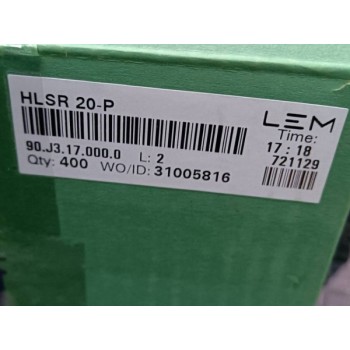 HLSR 20-P
LEM
Time:
90.J3.17.000.0 L: 2
17:18
Qty: 400 WO/ID: 31005816
721129